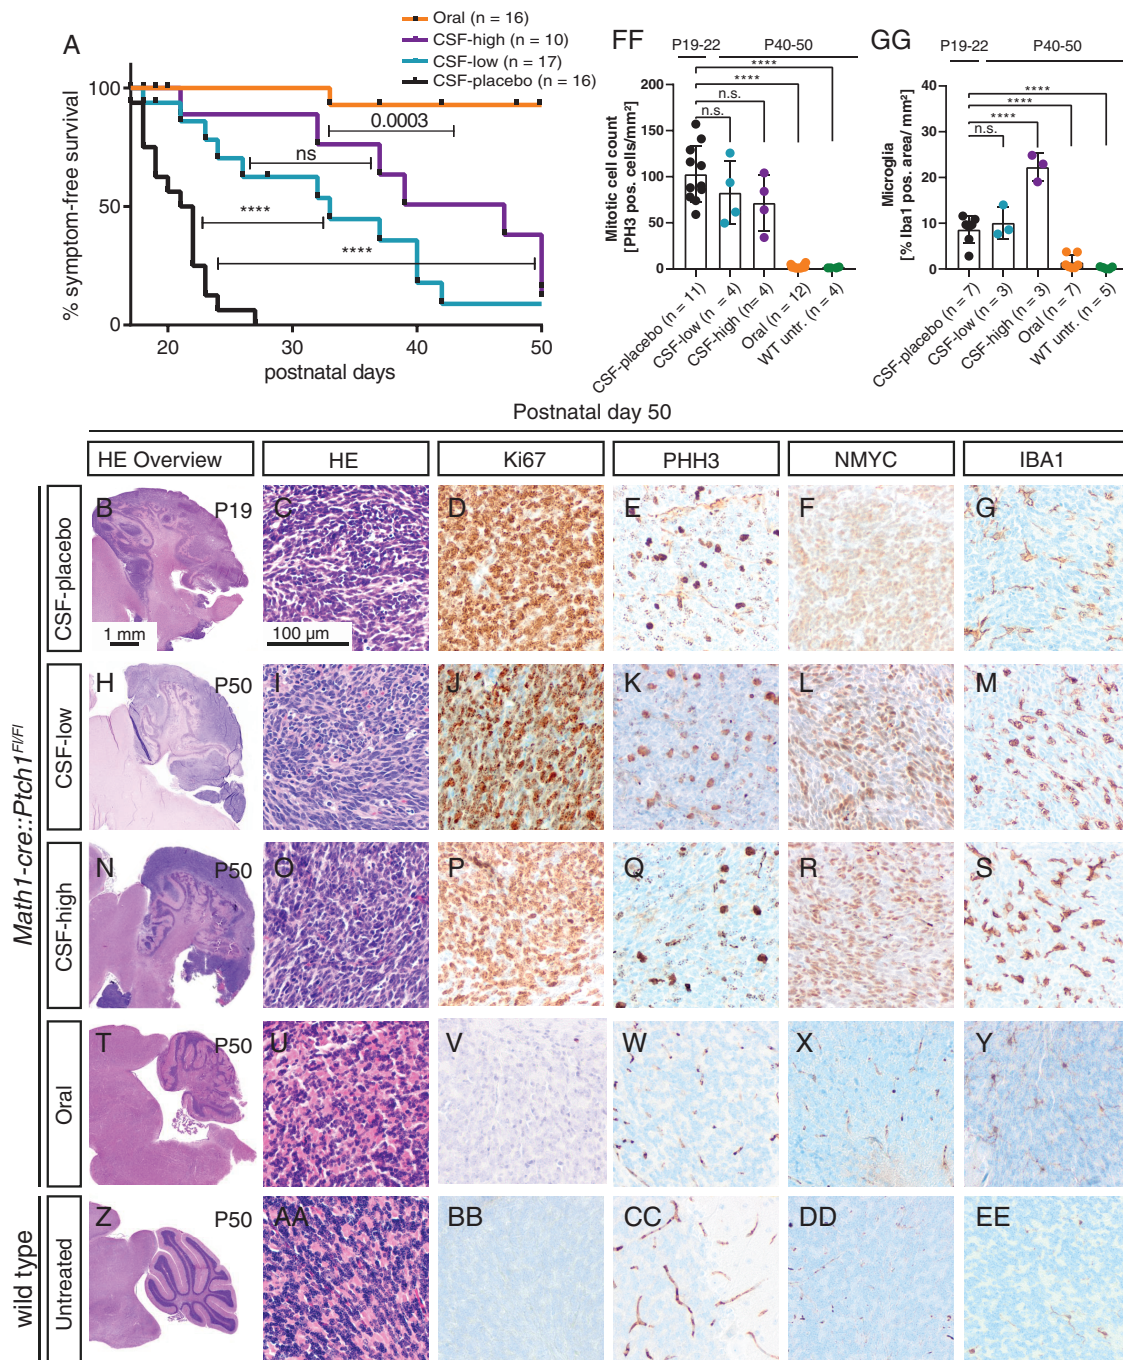 A
Oral (n = 16)
CSF-high (n = 10)
CSF-low (n = 17)
CSF-placebo (n = 16)
% symptom-free survival
100
50
0
0.0003
ns
****
****
20
30
40
50
postnatal days
FF
P19-22
P40-50
****
****
n.s.
n.s.
Mitotic cell count
[PH3 pos. cells/mm²]
200
150
100
50
0
CSF-placebo (n = 11)
CSF-low (n = 4)
CSF-high (n= 4)
Oral (n = 12)
WT untr. (n = 4)
GG
P19-22
P40-50
****
****
****
n.s.
Microglia
[% Iba1 pos. area/ mm²]
40
30
20
10
0
CSF-placebo (n = 7)
CSF-low (n = 3)
CSF-high (n = 3)
Oral (n = 7)
WT untr. (n = 5)
Postnatal day 50
HE Overview
HE
Ki67
PHH3
NMYC
IBA1
Math1-cre::Ptch1Fl/Fl
CSF-placebo
B P19
1 mm
C
100 µm
D
E
F
G
CSF-low
H P50
I
J
K
L
M
CSF-high
N P50
O
P
Q
R
S
Oral
T P50
U
V
W
X
Y
wild type
Untreated
Z P50
AA
BB
CC
DD
EE